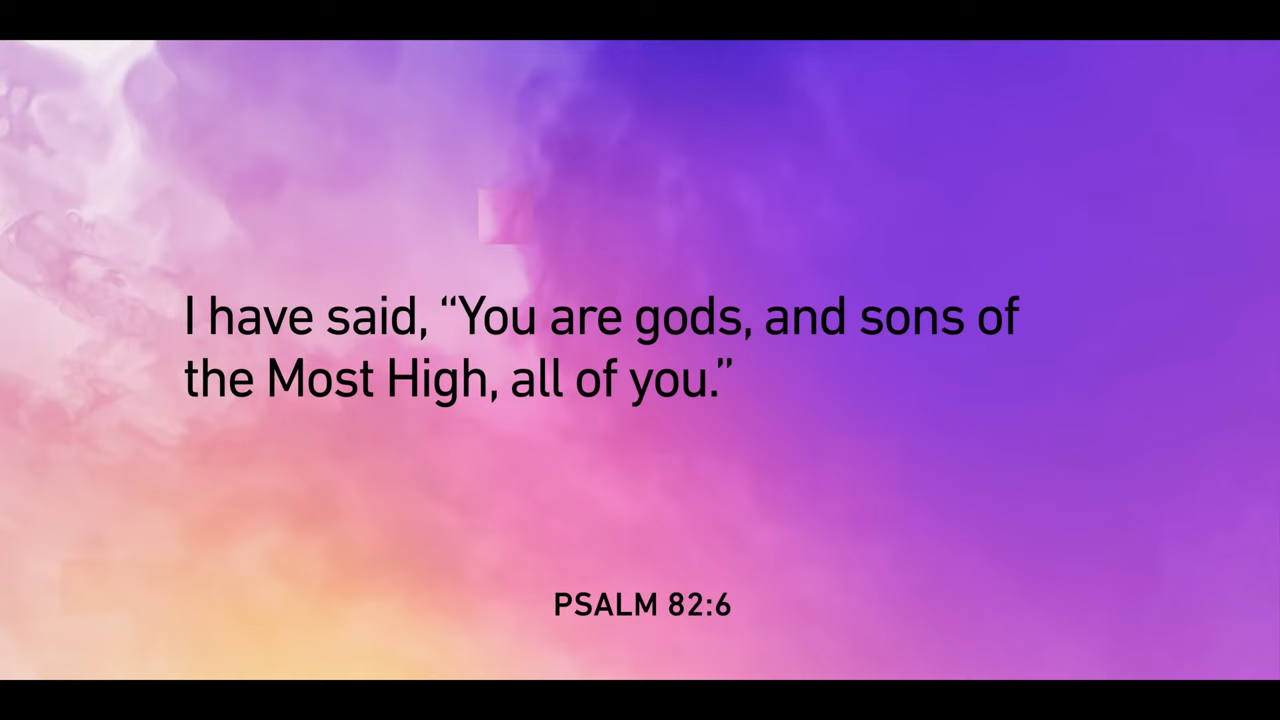 I have said, “You are gods, and sons of
the Most High, all of you.”
PSALM 82:6